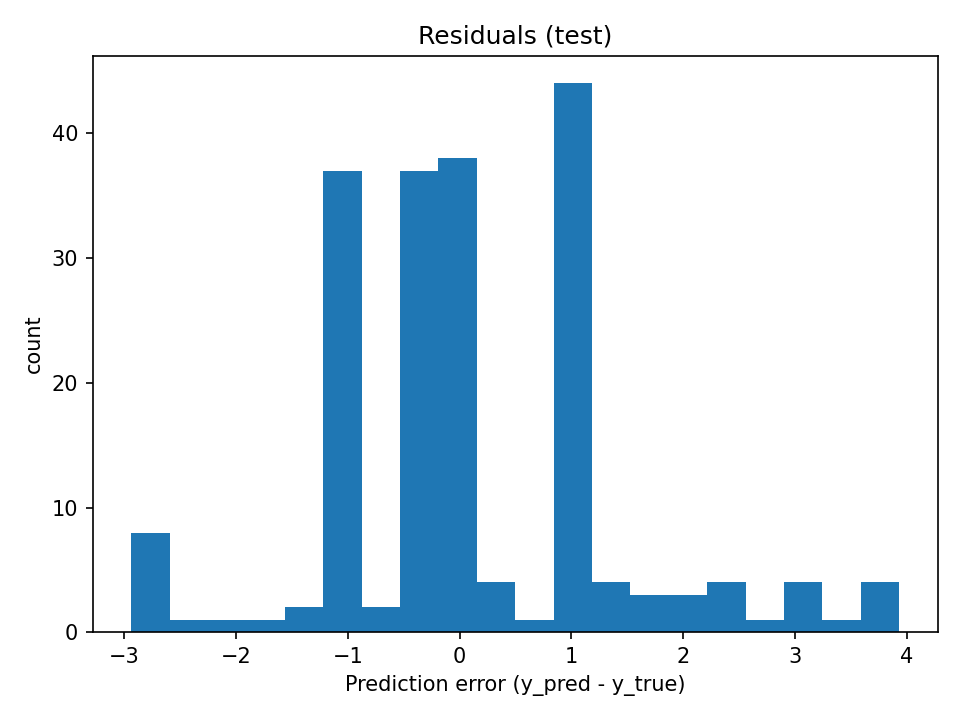 Residuals (test)
count
40
30
20
10
0
−3 −2 −1 0 1 2 3 4
Prediction error (y_pred - y_true)